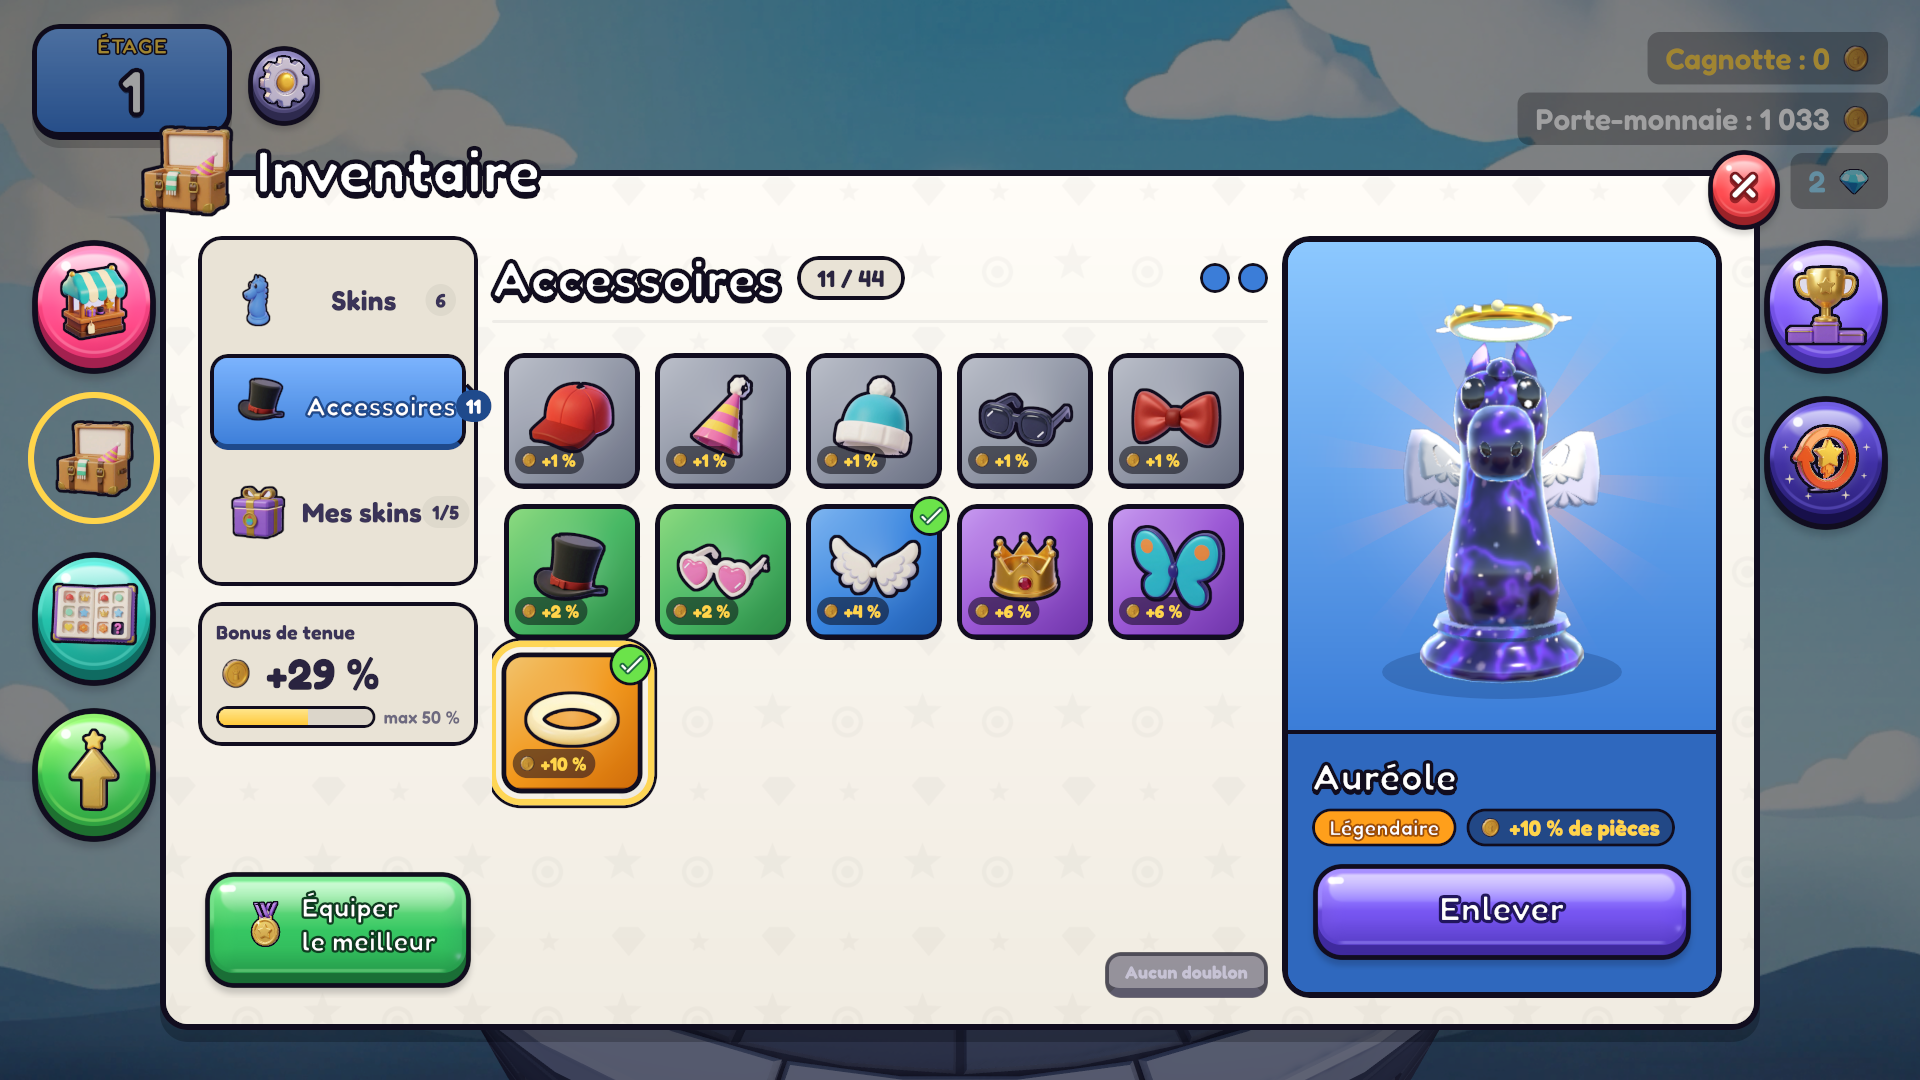 ÉTAGE
1
Cagnotte : 0
Porte-monnaie : 1 033
2
Inventaire
Skins 6
Accessoires 11
Mes skins 1/5
Bonus de tenue
+29 %
max 50 %
Équiper
le meilleur
Accessoires 11 / 44
+1 % +1 % +1 % +1 % +1 %
+2 % +2 % +4 % +6 % +6 %
+10 %
Aucun doublon
Auréole
Légendaire +10 % de pièces
Enlever